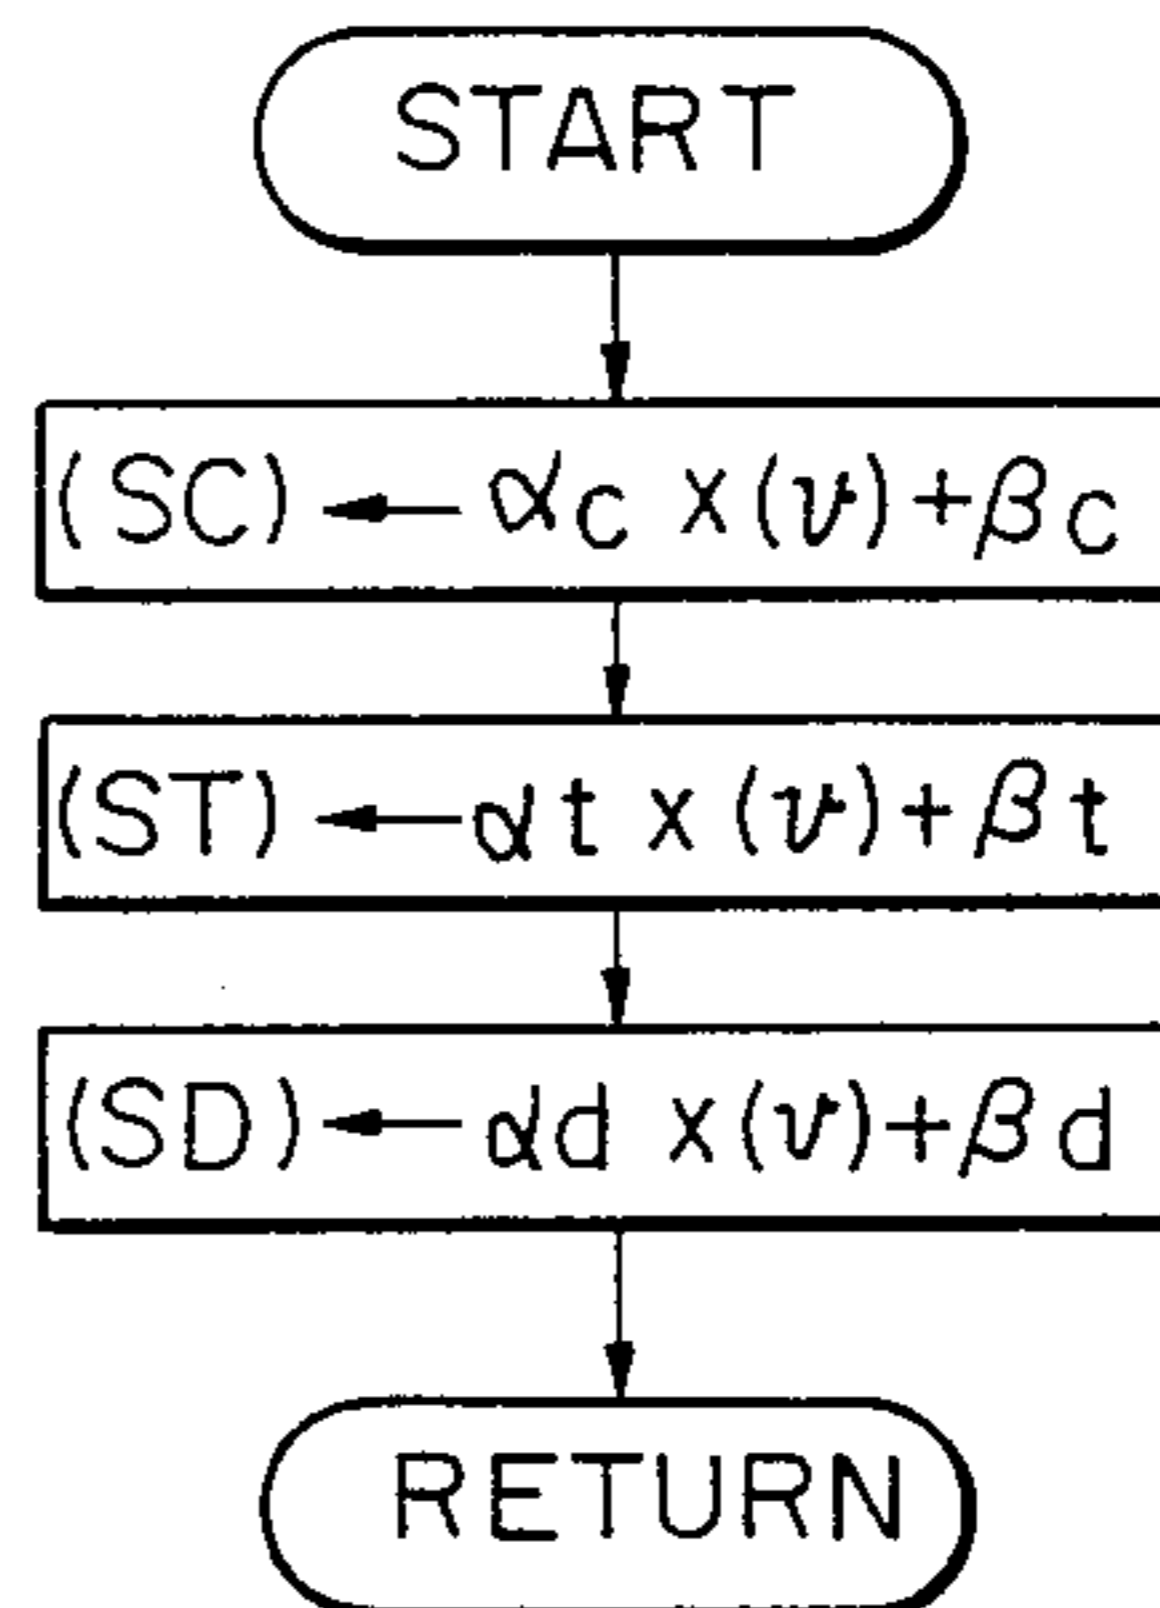 START
(SC) ← αc x (v) + βc
(ST) ← αt x (v) + βt
(SD) ← αd x (v) + βd
RETURN